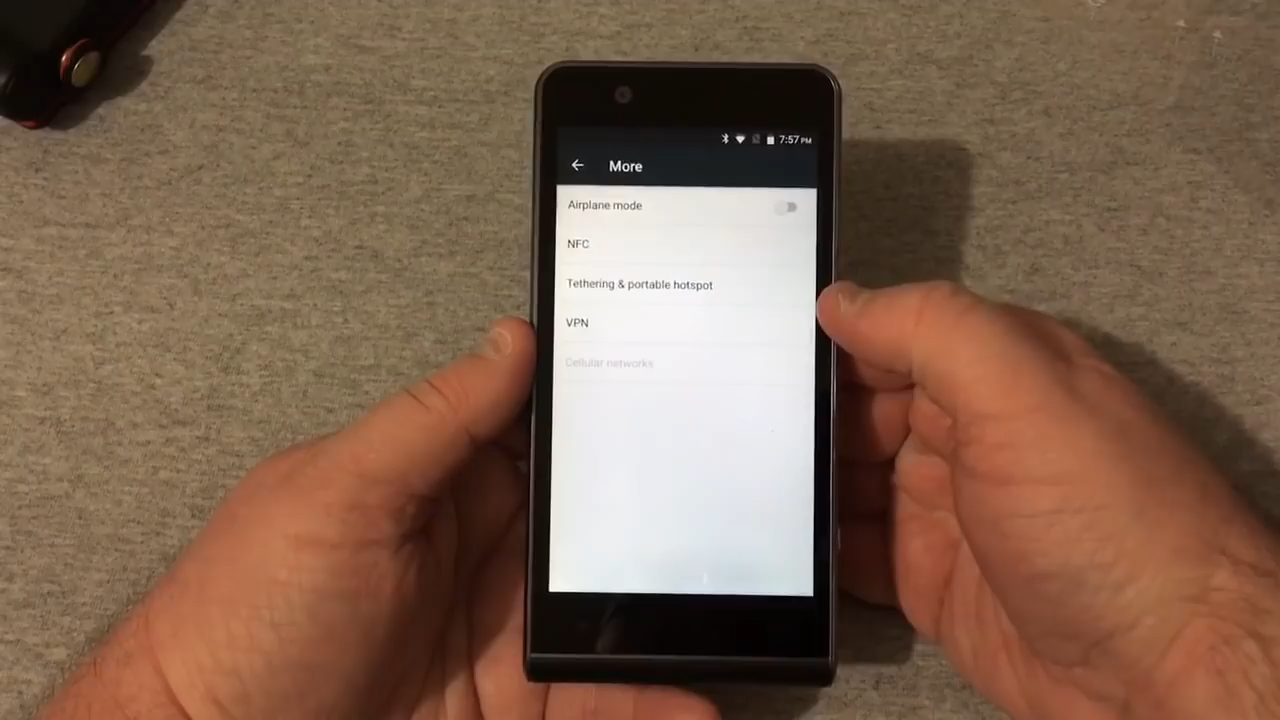 7:57 PM
More
Airplane mode
NFC
Tethering & portable hotspot
VPN
Cellular networks